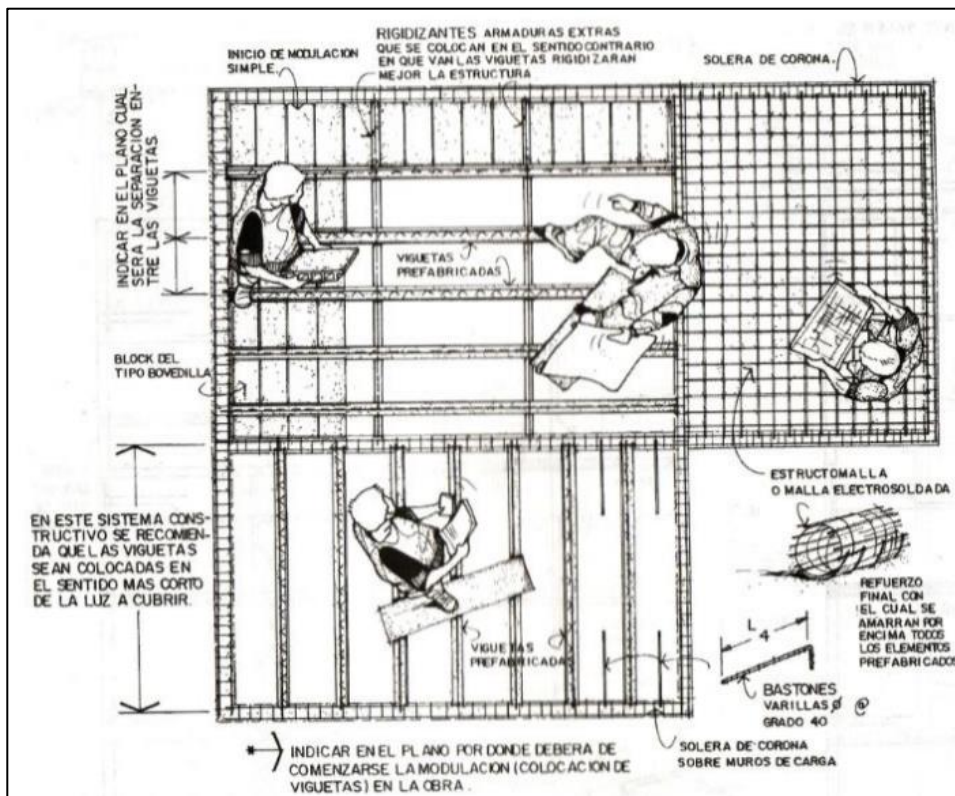 RIGIDIZANTES ARMADURAS EXTRAS
QUE SE COLOCAN EN EL SENTIDO CONTRARIO
EN QUE VAN LAS VIGUETAS RIGIDIZARAN
MEJOR LA ESTRUCTURA.
INICIO DE MODULACION
SIMPLE.
SOLERA DE CORONA.
INDICAR EN EL PLANO CUAL
SERA LA SEPARACION EN-
TRE LAS VIGUETAS
VIGUETAS
PREFABRICADAS
BLOCK DEL
TIPO BOVEDILLA
ESTRUCTOMALLA
O MALLA ELECTROSOLDADA
EN ESTE SISTEMA CONS-
TRUCTIVO SE RECOMIEN-
DA QUE LAS VIGUETAS
SEAN COLOCADAS EN
EL SENTIDO MAS CORTO
DE LA LUZ A CUBRIR.
REFUERZO
FINAL CON
EL CUAL SE
AMARRAN POR
ENCIMA TODOS
LOS ELEMENTOS
PREFABRICADOS
VIGUETAS
PREFABRICADA
L
4
BASTONES
VARILLAS Ø @
GRADO 40
SOLERA DE CORONA
SOBRE MUROS DE CARGA
INDICAR EN EL PLANO POR DONDE DEBERA DE
COMENZARSE LA MODULACION (COLOCACION DE
VIGUETAS) EN LA OBRA.